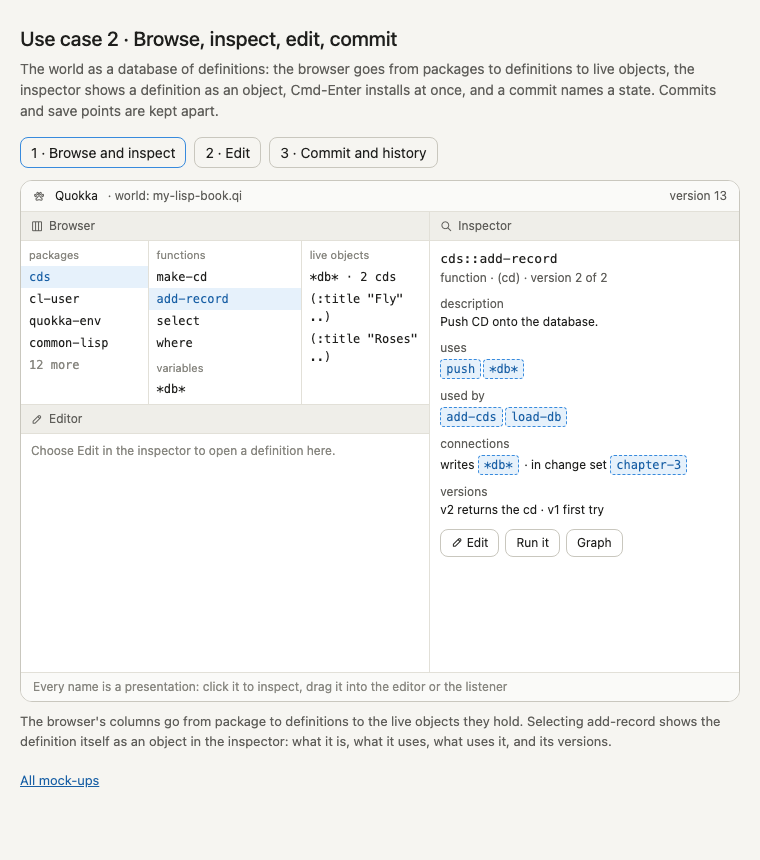 Use case 2 · Browse, inspect, edit, commit
The world as a database of definitions: the browser goes from packages to definitions to live objects, the
inspector shows a definition as an object, Cmd-Enter installs at once, and a commit names a state. Commits
and save points are kept apart.
1 · Browse and inspect
2 · Edit
3 · Commit and history
Quokka · world: my-lisp-book.qi
version 13
Browser
packages
cds
cl-user
quokka-env
common-lisp
12 more
functions
make-cd
add-record
select
where
variables
*db*
live objects
*db* · 2 cds
(:title "Fly"
..)
(:title "Roses"
..)
Editor
Choose Edit in the inspector to open a definition here.
Inspector
cds::add-record
function · (cd) · version 2 of 2
description
Push CD onto the database.
uses
push *db*
used by
add-cds load-db
connections
writes *db* · in change set chapter-3
versions
v2 returns the cd · v1 first try
Edit
Run it
Graph
Every name is a presentation: click it to inspect, drag it into the editor or the listener
The browser's columns go from package to definitions to the live objects they hold. Selecting add-record shows the
definition itself as an object in the inspector: what it is, what it uses, what uses it, and its versions.
All mock-ups